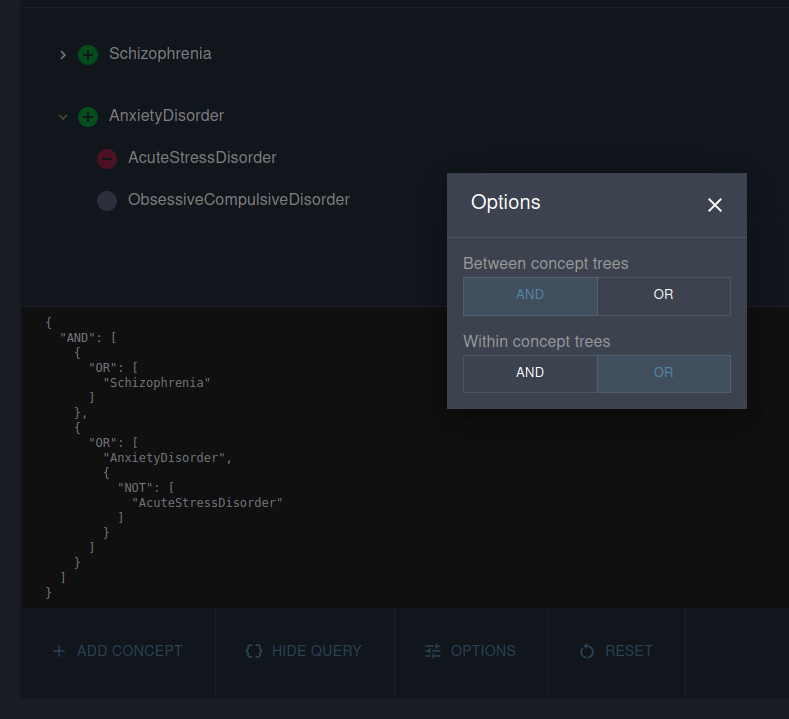 Schizophrenia
AnxietyDisorder
AcuteStressDisorder
ObsessiveCompulsiveDisorder
Options
Between concept trees
AND OR
Within concept trees
AND OR
{
"AND": [
{
"OR": [
"Schizophrenia"
]
},
{
"OR": [
"AnxietyDisorder",
{
"NOT": [
"AcuteStressDisorder"
]
}
]
}
]
}
ADD CONCEPT HIDE QUERY OPTIONS RESET